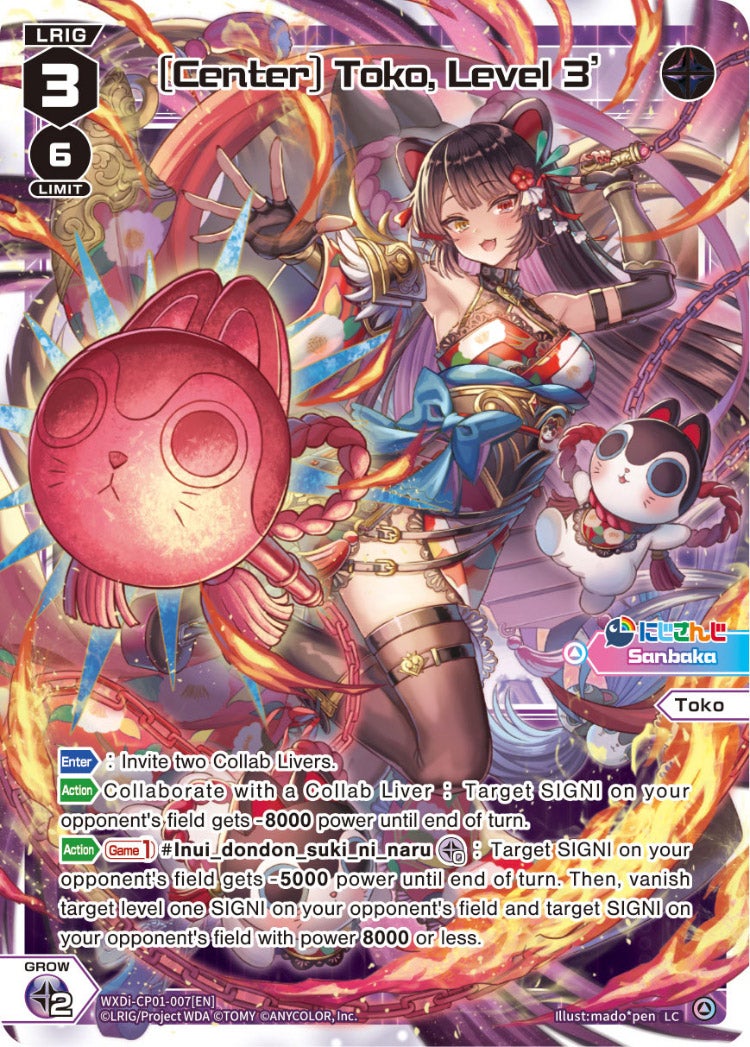 LRIG
3
6
LIMIT
[Center] Toko, Level 3’
にじさんじ
Sanbaka
Toko
Enter : Invite two Collab Livers.
Action Collaborate with a Collab Liver : Target SIGNI on your
opponent's field gets -8000 power until end of turn.
Action Game 1 #Inui_dondon_suki_ni_naru 0 : Target SIGNI on your
opponent's field gets -5000 power until end of turn. Then, vanish
target level one SIGNI on your opponent's field and target SIGNI on
your opponent's field with power 8000 or less.
GROW
2
WXDi-CP01-007[EN]
©LRIG/Project WDA ©TOMY ©ANYCOLOR, Inc.
Illust:mado*pen LC